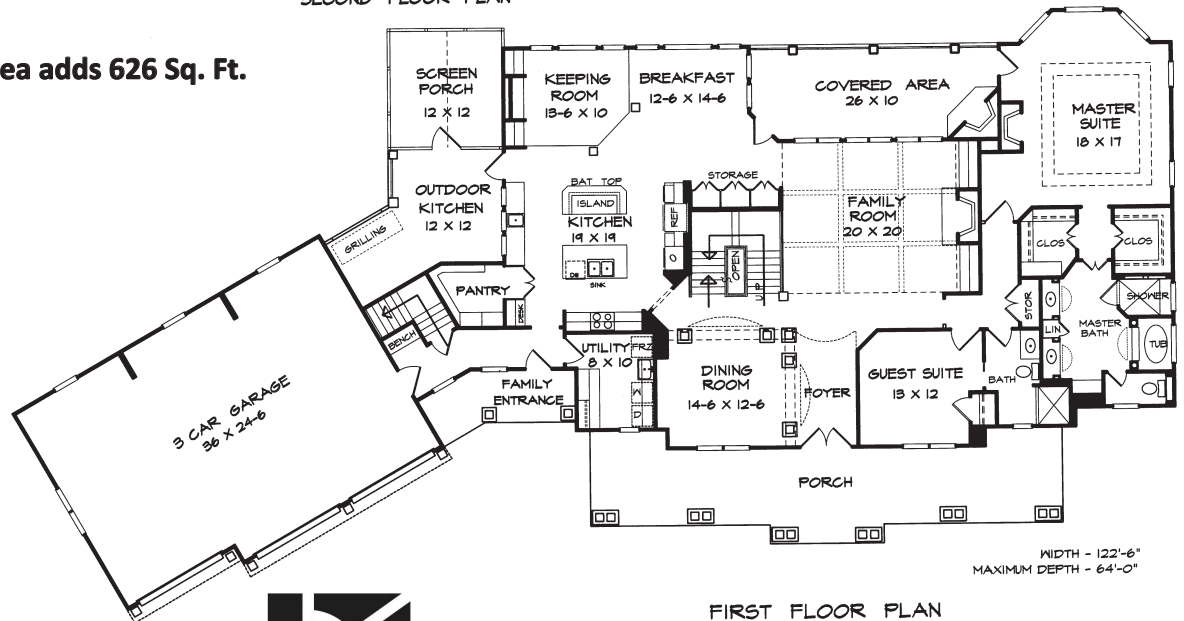 SECOND FLOOR PLAN
ea adds 626 Sq. Ft.
SCREEN
PORCH
12 X 12
KEEPING
ROOM
13-6 X 10
BREAKFAST
12-6 X 14-6
COVERED AREA
26 X 10
MASTER
SUITE
18 X 17
OUTDOOR
KITCHEN
12 X 12
GRILLING
BAT TOP
ISLAND
KITCHEN
19 X 19
SINK
REF
O
STORAGE
OPEN
FAMILY
ROOM
20 X 20
CLOS
CLOS
PANTRY
DESK
BENCH
STOR
SHOWER
LIN
MASTER
BATH
TUB
UTILITY
8 X 10
FRZ
W
D
DINING
ROOM
14-6 X 12-6
FOYER
GUEST SUITE
13 X 12
BATH
FAMILY
ENTRANCE
3 CAR GARAGE
36 X 24-6
PORCH
WIDTH - 122'-6"
MAXIMUM DEPTH - 64'-0"
FIRST FLOOR PLAN